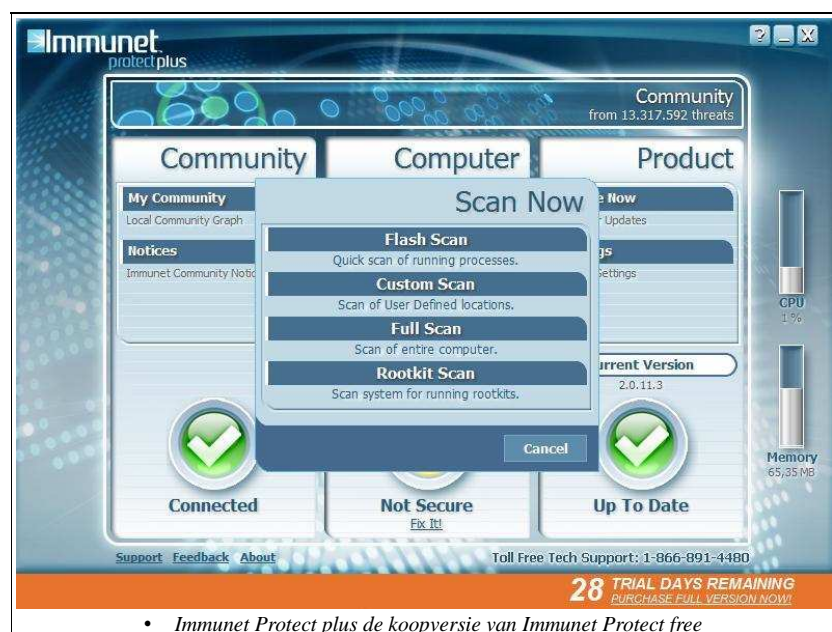 Immunet
protect plus
Community
from 13.317.592 threats
Community
Computer
Product
My Community
Local Community Graph
Notices
Immunet Community Notic
Scan Now
Flash Scan
Quick scan of running processes.
Custom Scan
Scan of User Defined locations.
Full Scan
Scan of entire computer.
Rootkit Scan
Scan system for running rootkits.
Cancel
Now
Updates
Settings
CPU
1 %
Version
2.0.11.3
Memory
65,35 MB
Connected
Not Secure
Fix It!
Up To Date
Support Feedback About
Toll Free Tech Support: 1-866-891-4480
28 TRIAL DAYS REMAINING
PURCHASE FULL VERSION NOW!
• Immunet Protect plus de koopversie van Immunet Protect free